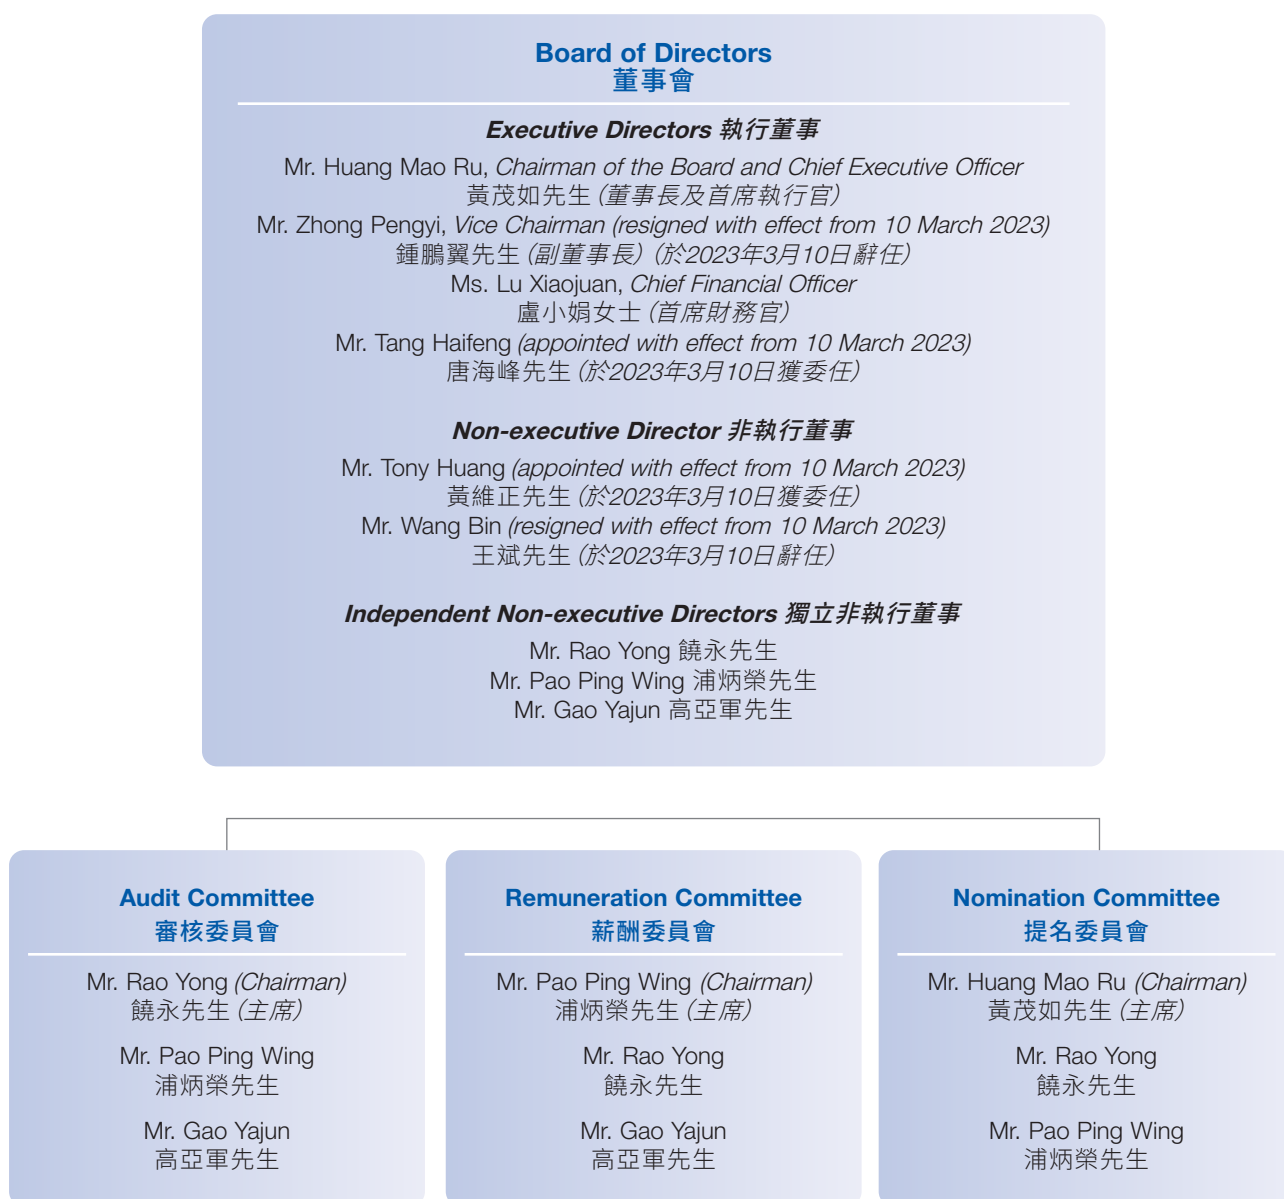 Board of Directors
董事會
Executive Directors 執行董事
Mr. Huang Mao Ru, Chairman of the Board and Chief Executive Officer
黃茂如先生(董事長及首席執行官)
Mr. Zhong Pengyi, Vice Chairman (resigned with effect from 10 March 2023)
鍾鵬翼先生(副董事長)(於2023年3月10日辭任)
Ms. Lu Xiaojuan, Chief Financial Officer
盧小娟女士(首席財務官)
Mr. Tang Haifeng (appointed with effect from 10 March 2023)
唐海峰先生(於2023年3月10日獲委任)
Non-executive Director 非執行董事
Mr. Tony Huang (appointed with effect from 10 March 2023)
黃維正先生(於2023年3月10日獲委任)
Mr. Wang Bin (resigned with effect from 10 March 2023)
王斌先生(於2023年3月10日辭任)
Independent Non-executive Directors 獨立非執行董事
Mr. Rao Yong 饒永先生
Mr. Pao Ping Wing 浦炳榮先生
Mr. Gao Yajun 高亞軍先生
Audit Committee
審核委員會
Mr. Rao Yong (Chairman)
饒永先生(主席)
Mr. Pao Ping Wing
浦炳榮先生
Mr. Gao Yajun
高亞軍先生
Remuneration Committee
薪酬委員會
Mr. Pao Ping Wing (Chairman)
浦炳榮先生(主席)
Mr. Rao Yong
饒永先生
Mr. Gao Yajun
高亞軍先生
Nomination Committee
提名委員會
Mr. Huang Mao Ru (Chairman)
黃茂如先生(主席)
Mr. Rao Yong
饒永先生
Mr. Pao Ping Wing
浦炳榮先生